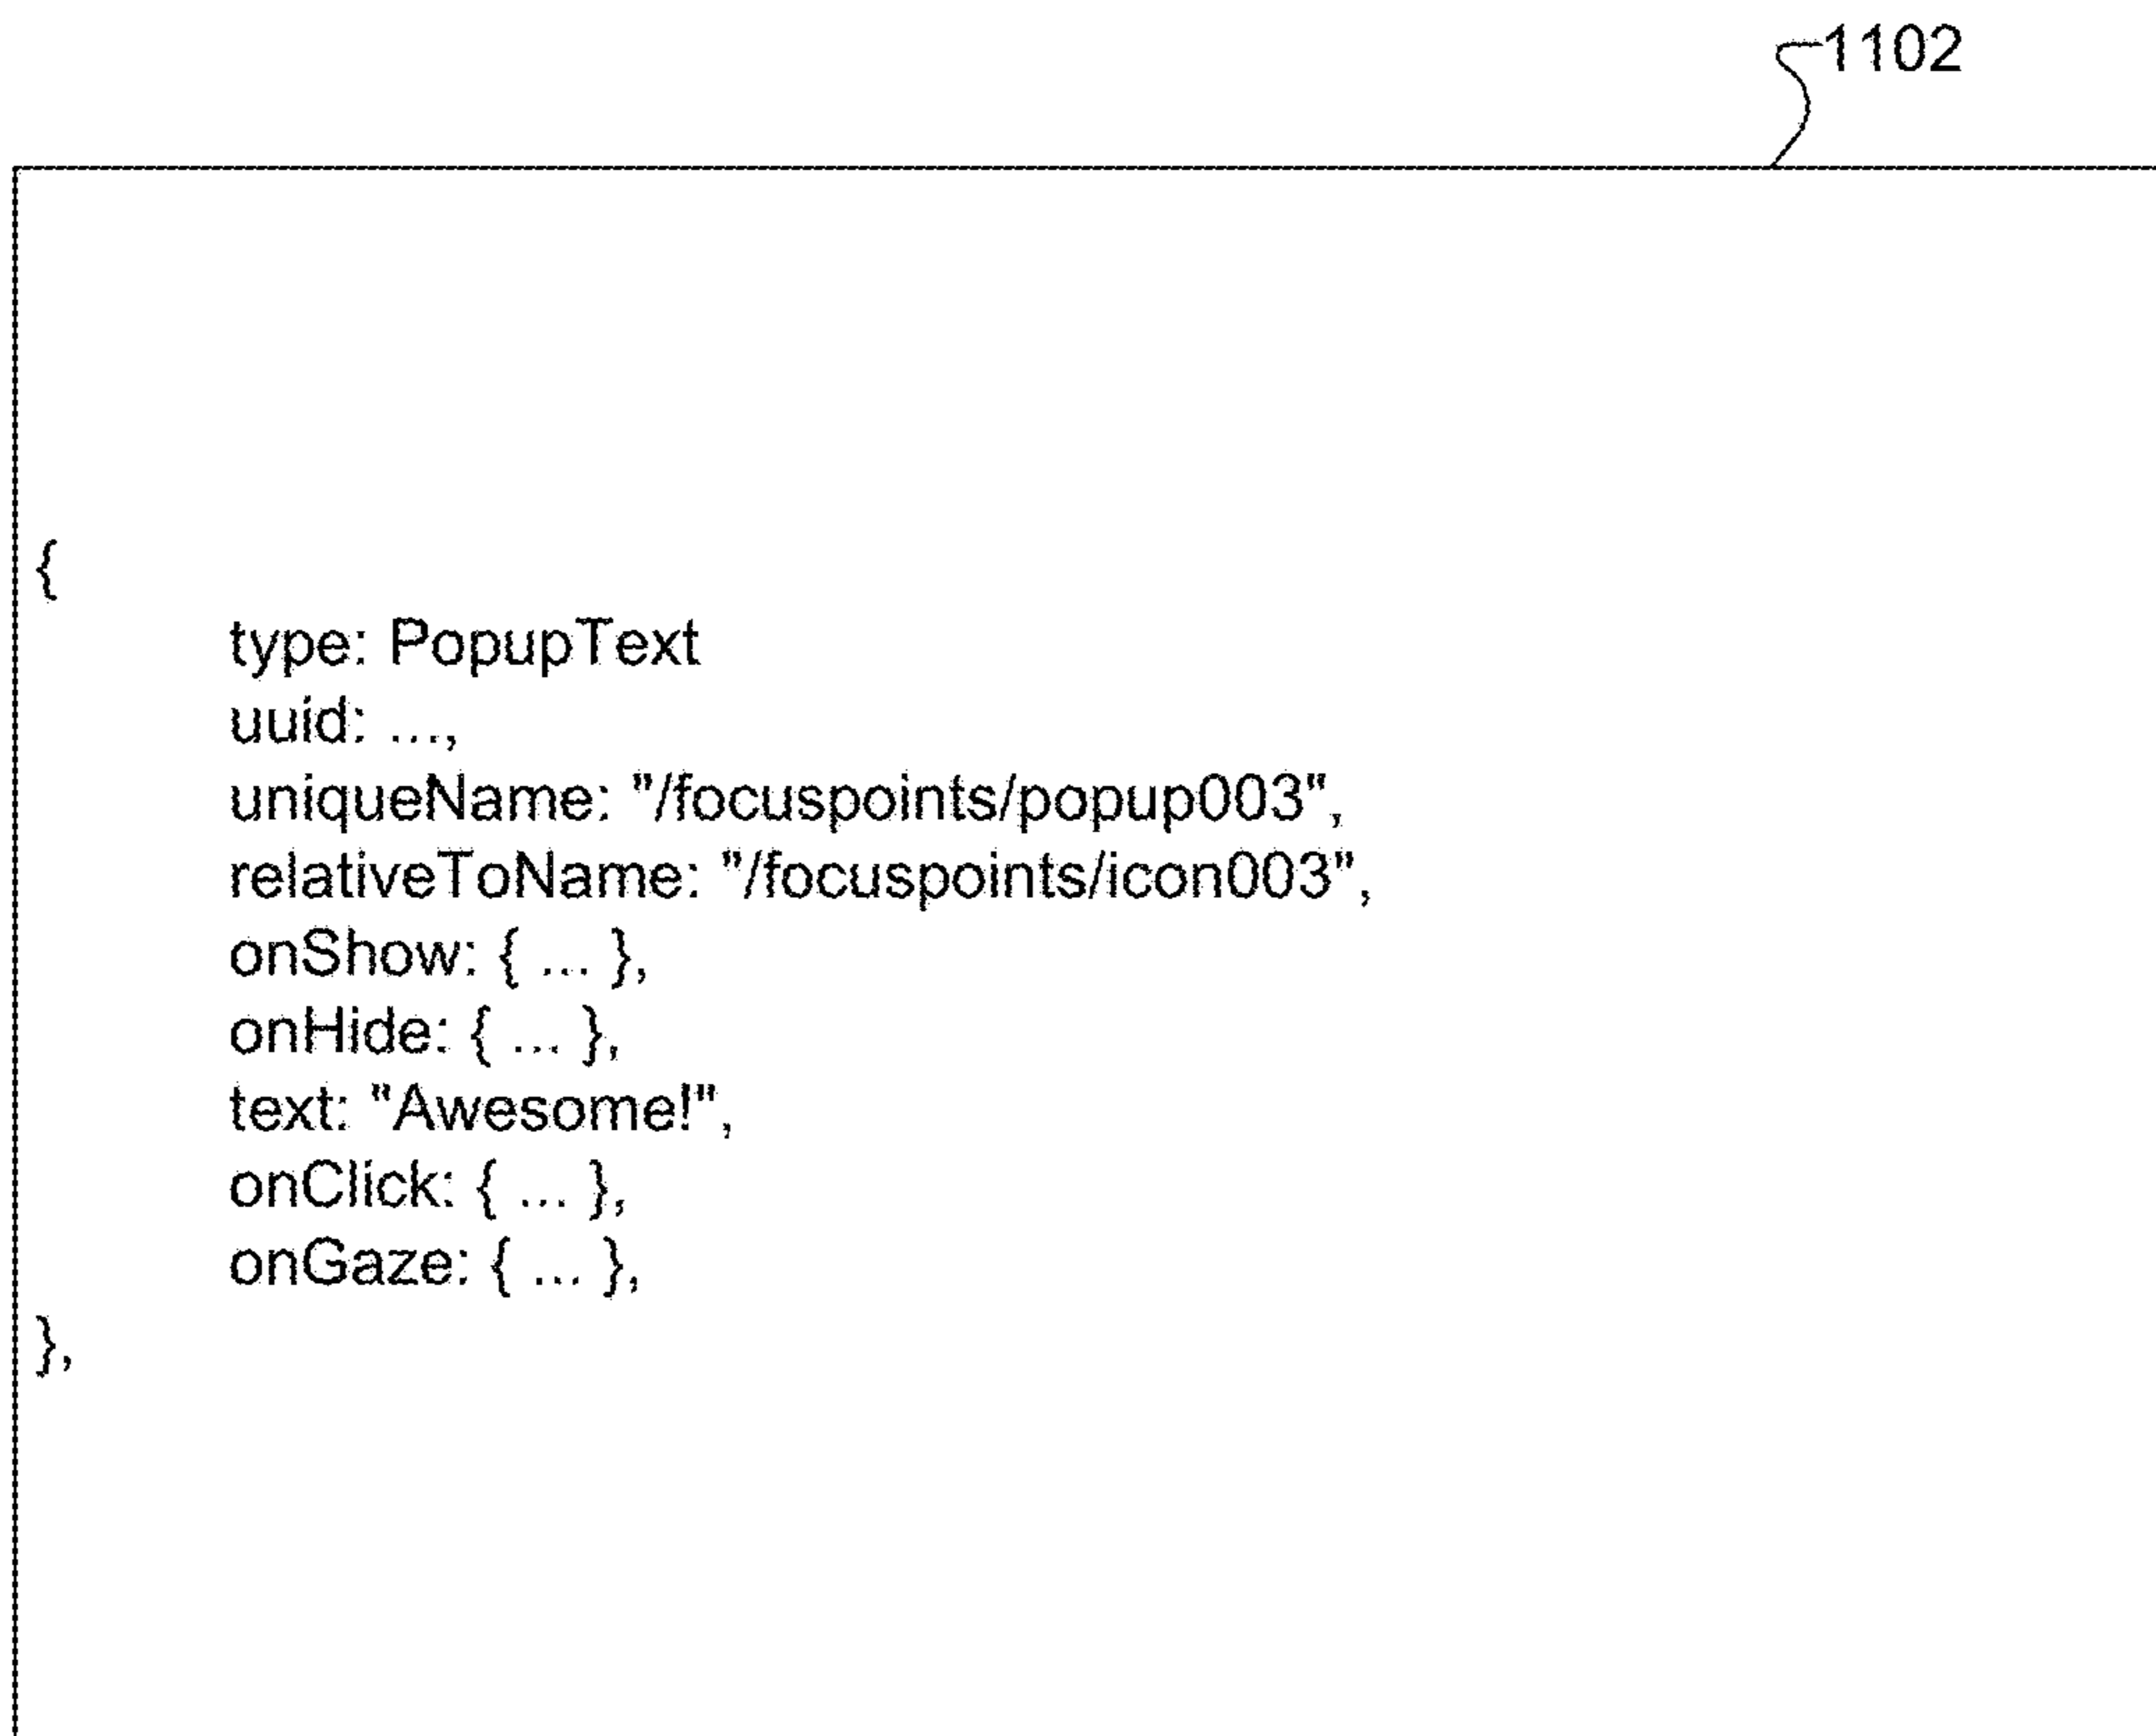 1102
{
type: PopupText
uuid: ...,
uniqueName: "/focuspoints/popup003",
relativeToName: "/focuspoints/icon003",
onShow: { ... },
onHide: { ... },
text: "Awesome!",
onClick: { ... },
onGaze: { ... },
},